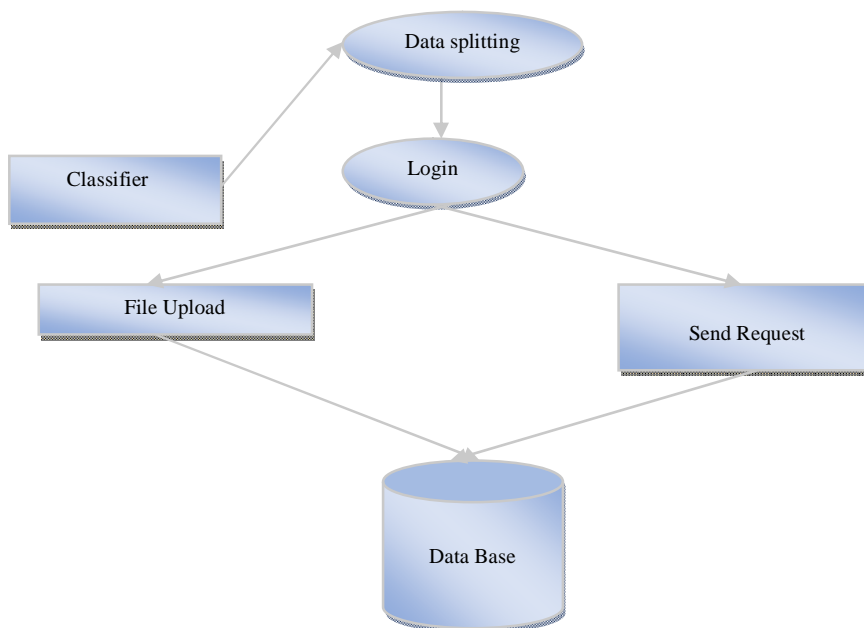 Data splitting
Login
Classifier
File Upload
Send Request
Data Base